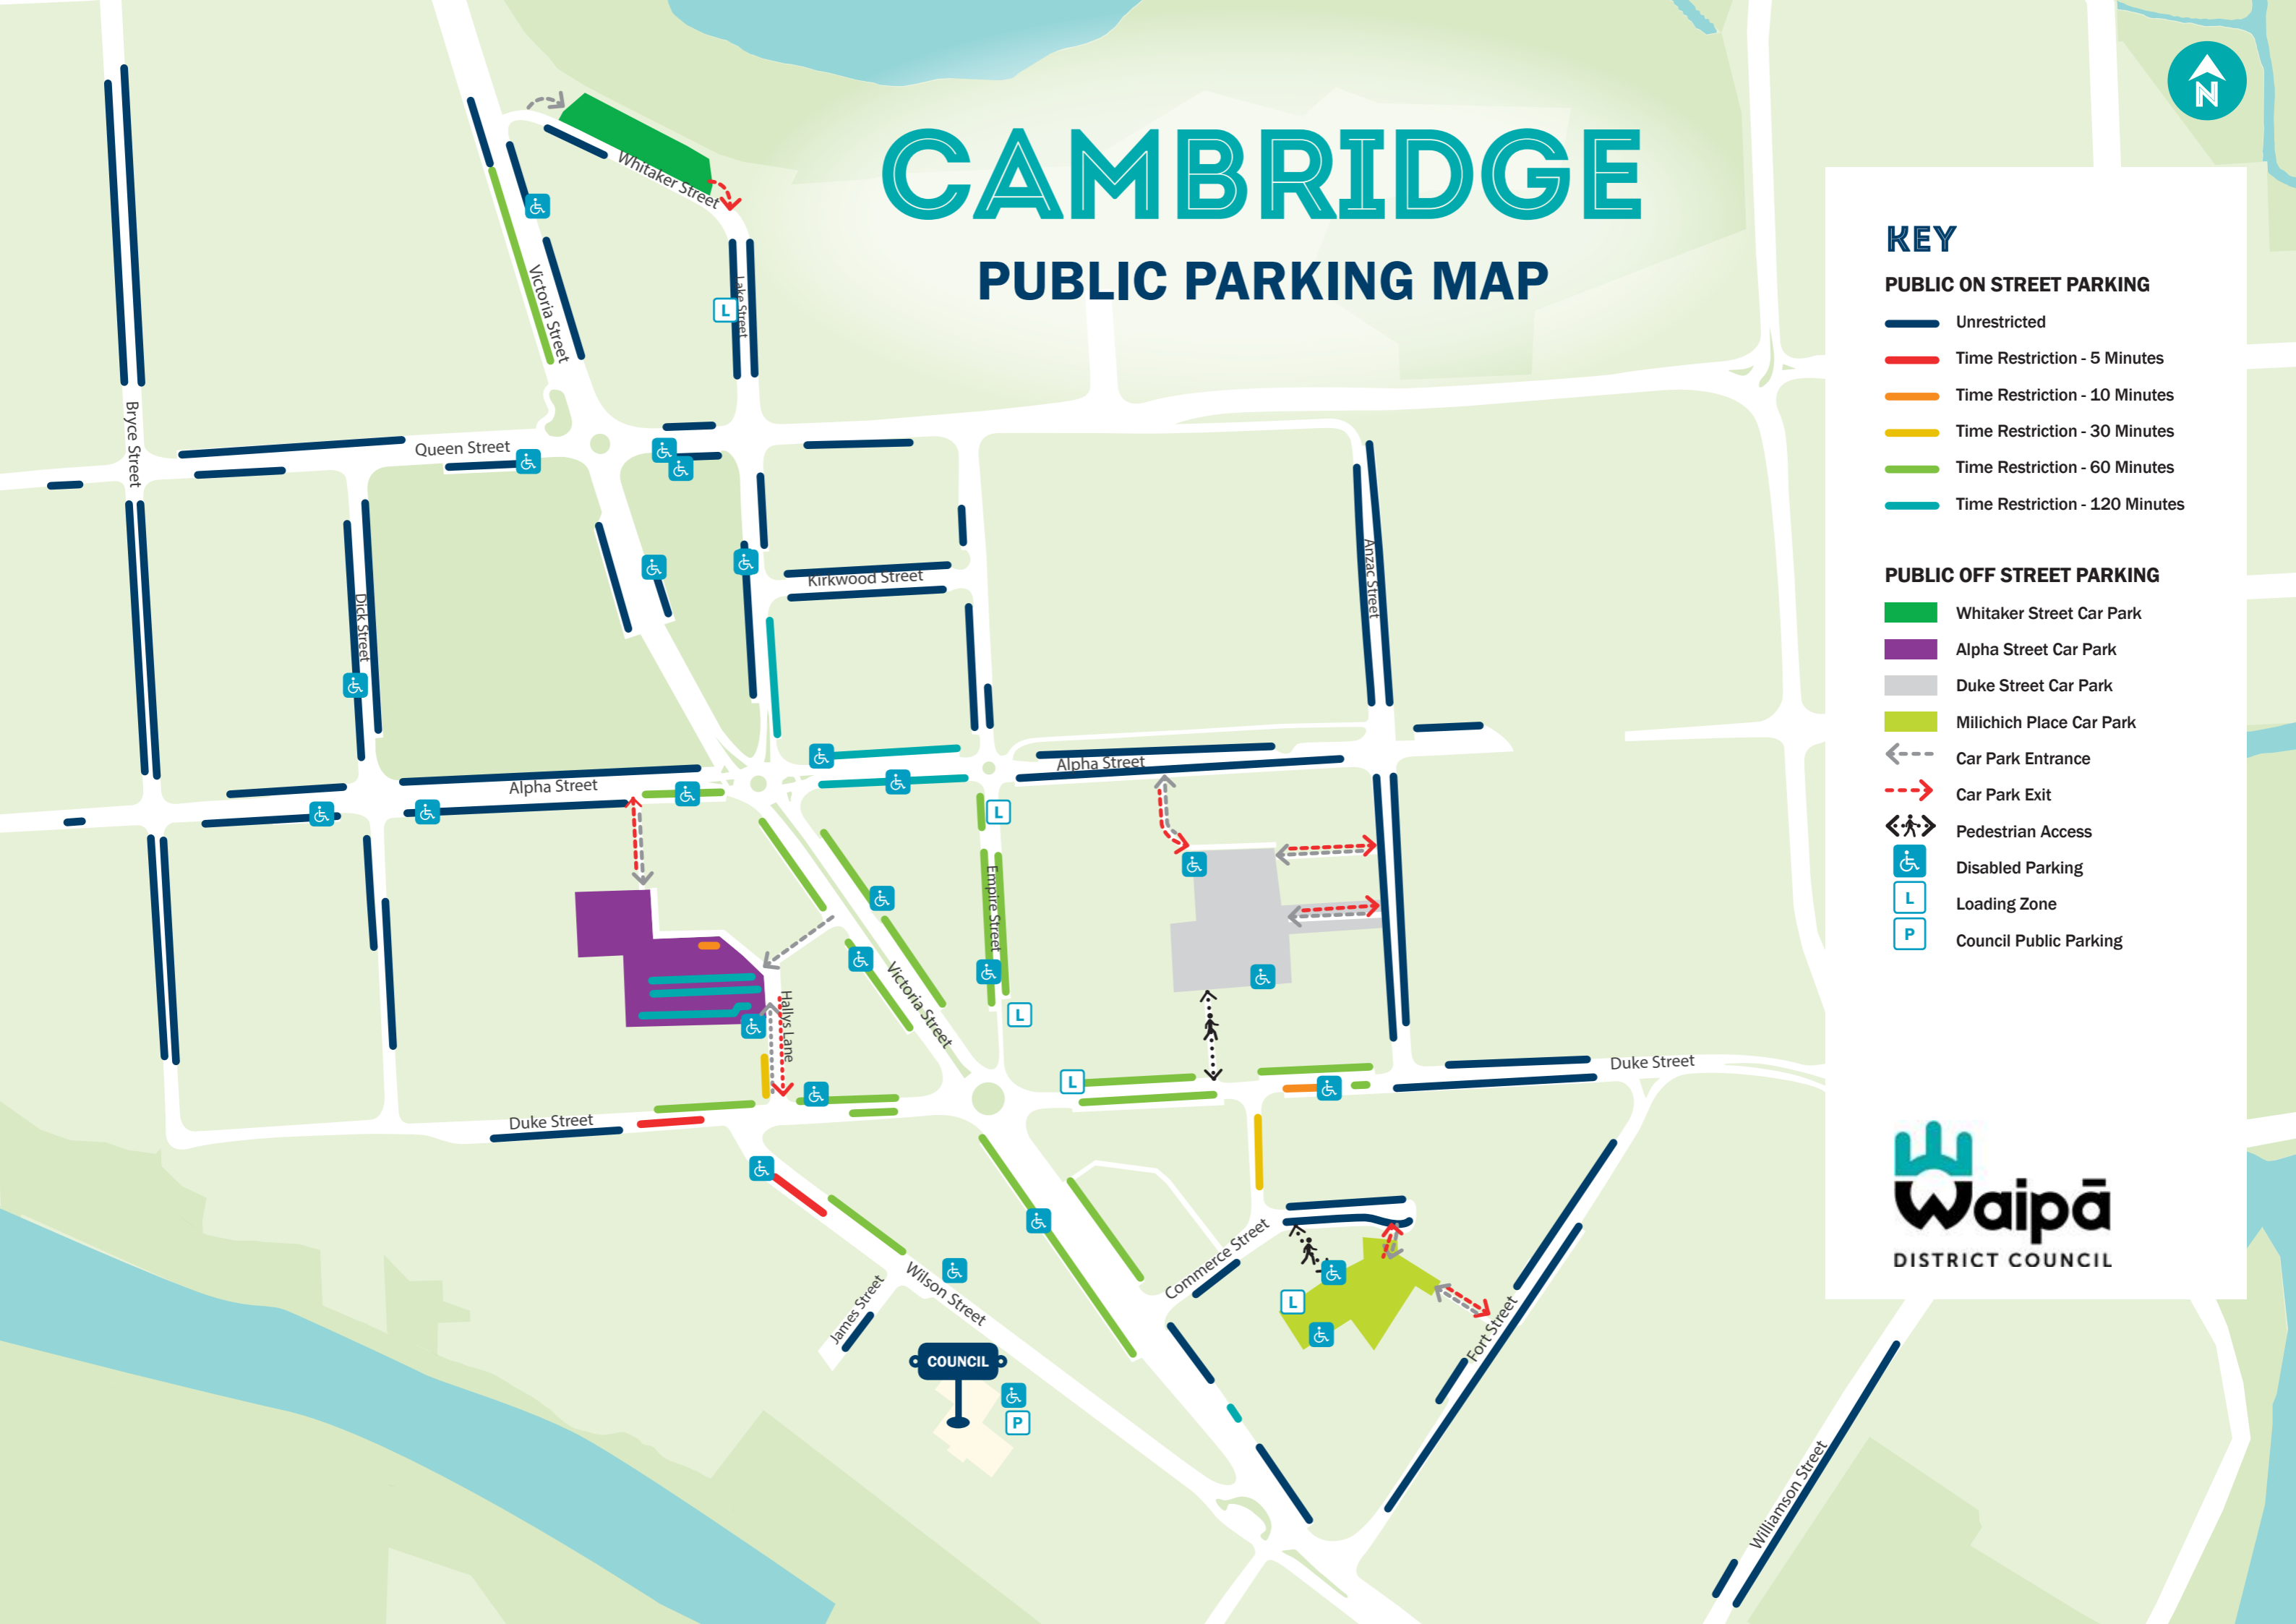 CAMBRIDGE
PUBLIC PARKING MAP
N
KEY
PUBLIC ON STREET PARKING
Unrestricted
Time Restriction - 5 Minutes
Time Restriction - 10 Minutes
Time Restriction - 30 Minutes
Time Restriction - 60 Minutes
Time Restriction - 120 Minutes
PUBLIC OFF STREET PARKING
Whitaker Street Car Park
Alpha Street Car Park
Duke Street Car Park
Milichich Place Car Park
Car Park Entrance
Car Park Exit
Pedestrian Access
Disabled Parking
L Loading Zone
P Council Public Parking
Waipā
DISTRICT COUNCIL
Whitaker Street
Victoria Street
Lake Street
L
Bryce Street
Queen Street
Dick Street
Kirkwood Street
Anzac Street
Alpha Street
Alpha Street
L
Empire Street
Victoria Street
Hallys Lane
L
L
Duke Street
Duke Street
Commerce Street
L
Fort Street
James Street
Wilson Street
COUNCIL
P
Williamson Street